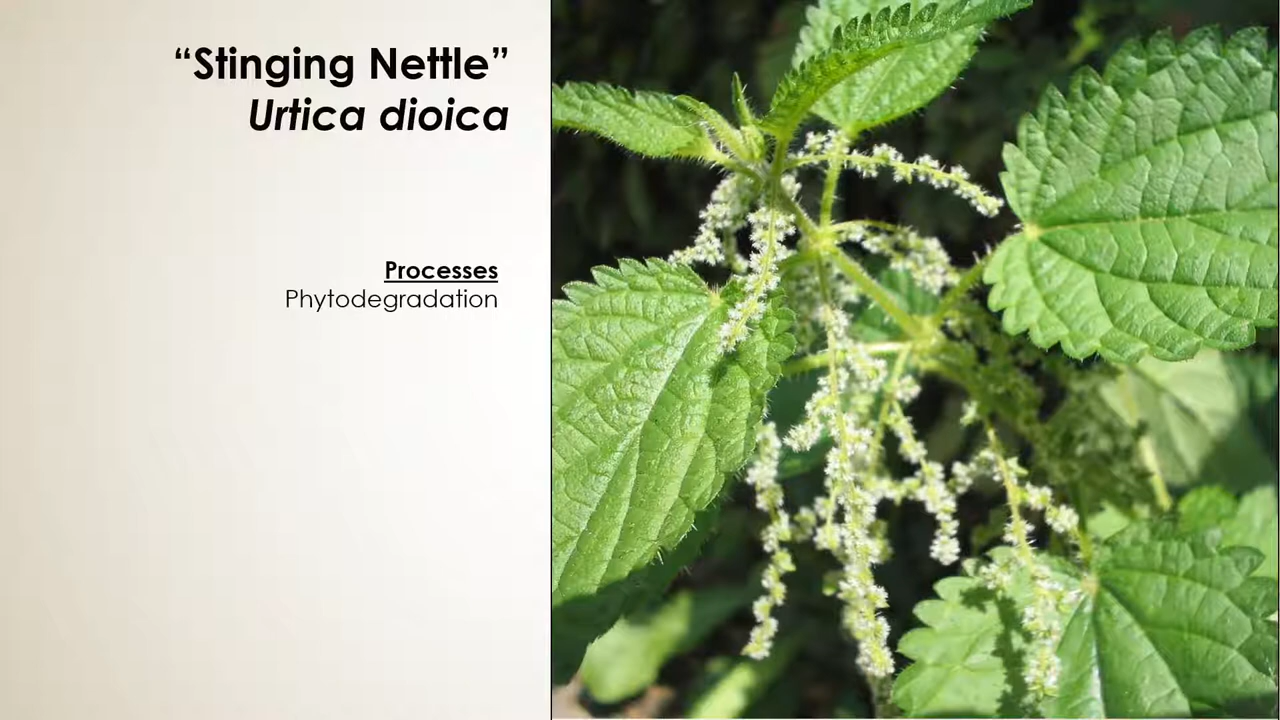 “Stinging Nettle”
Urtica dioica
Processes
Phytodegradation